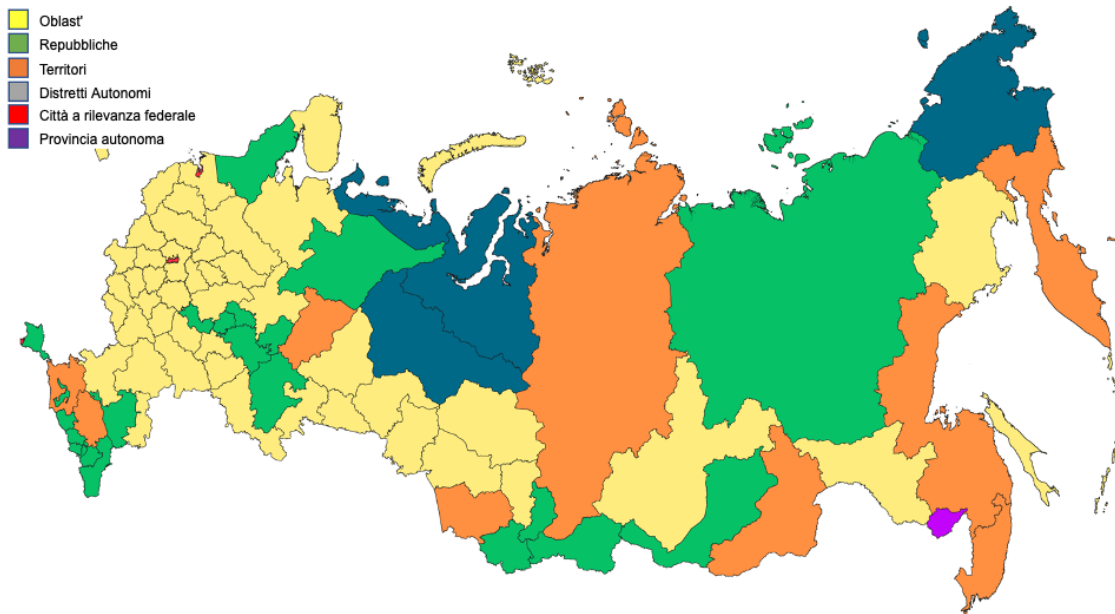 Oblast'
Repubbliche
Territori
Distretti Autonomi
Città a rilevanza federale
Provincia autonoma